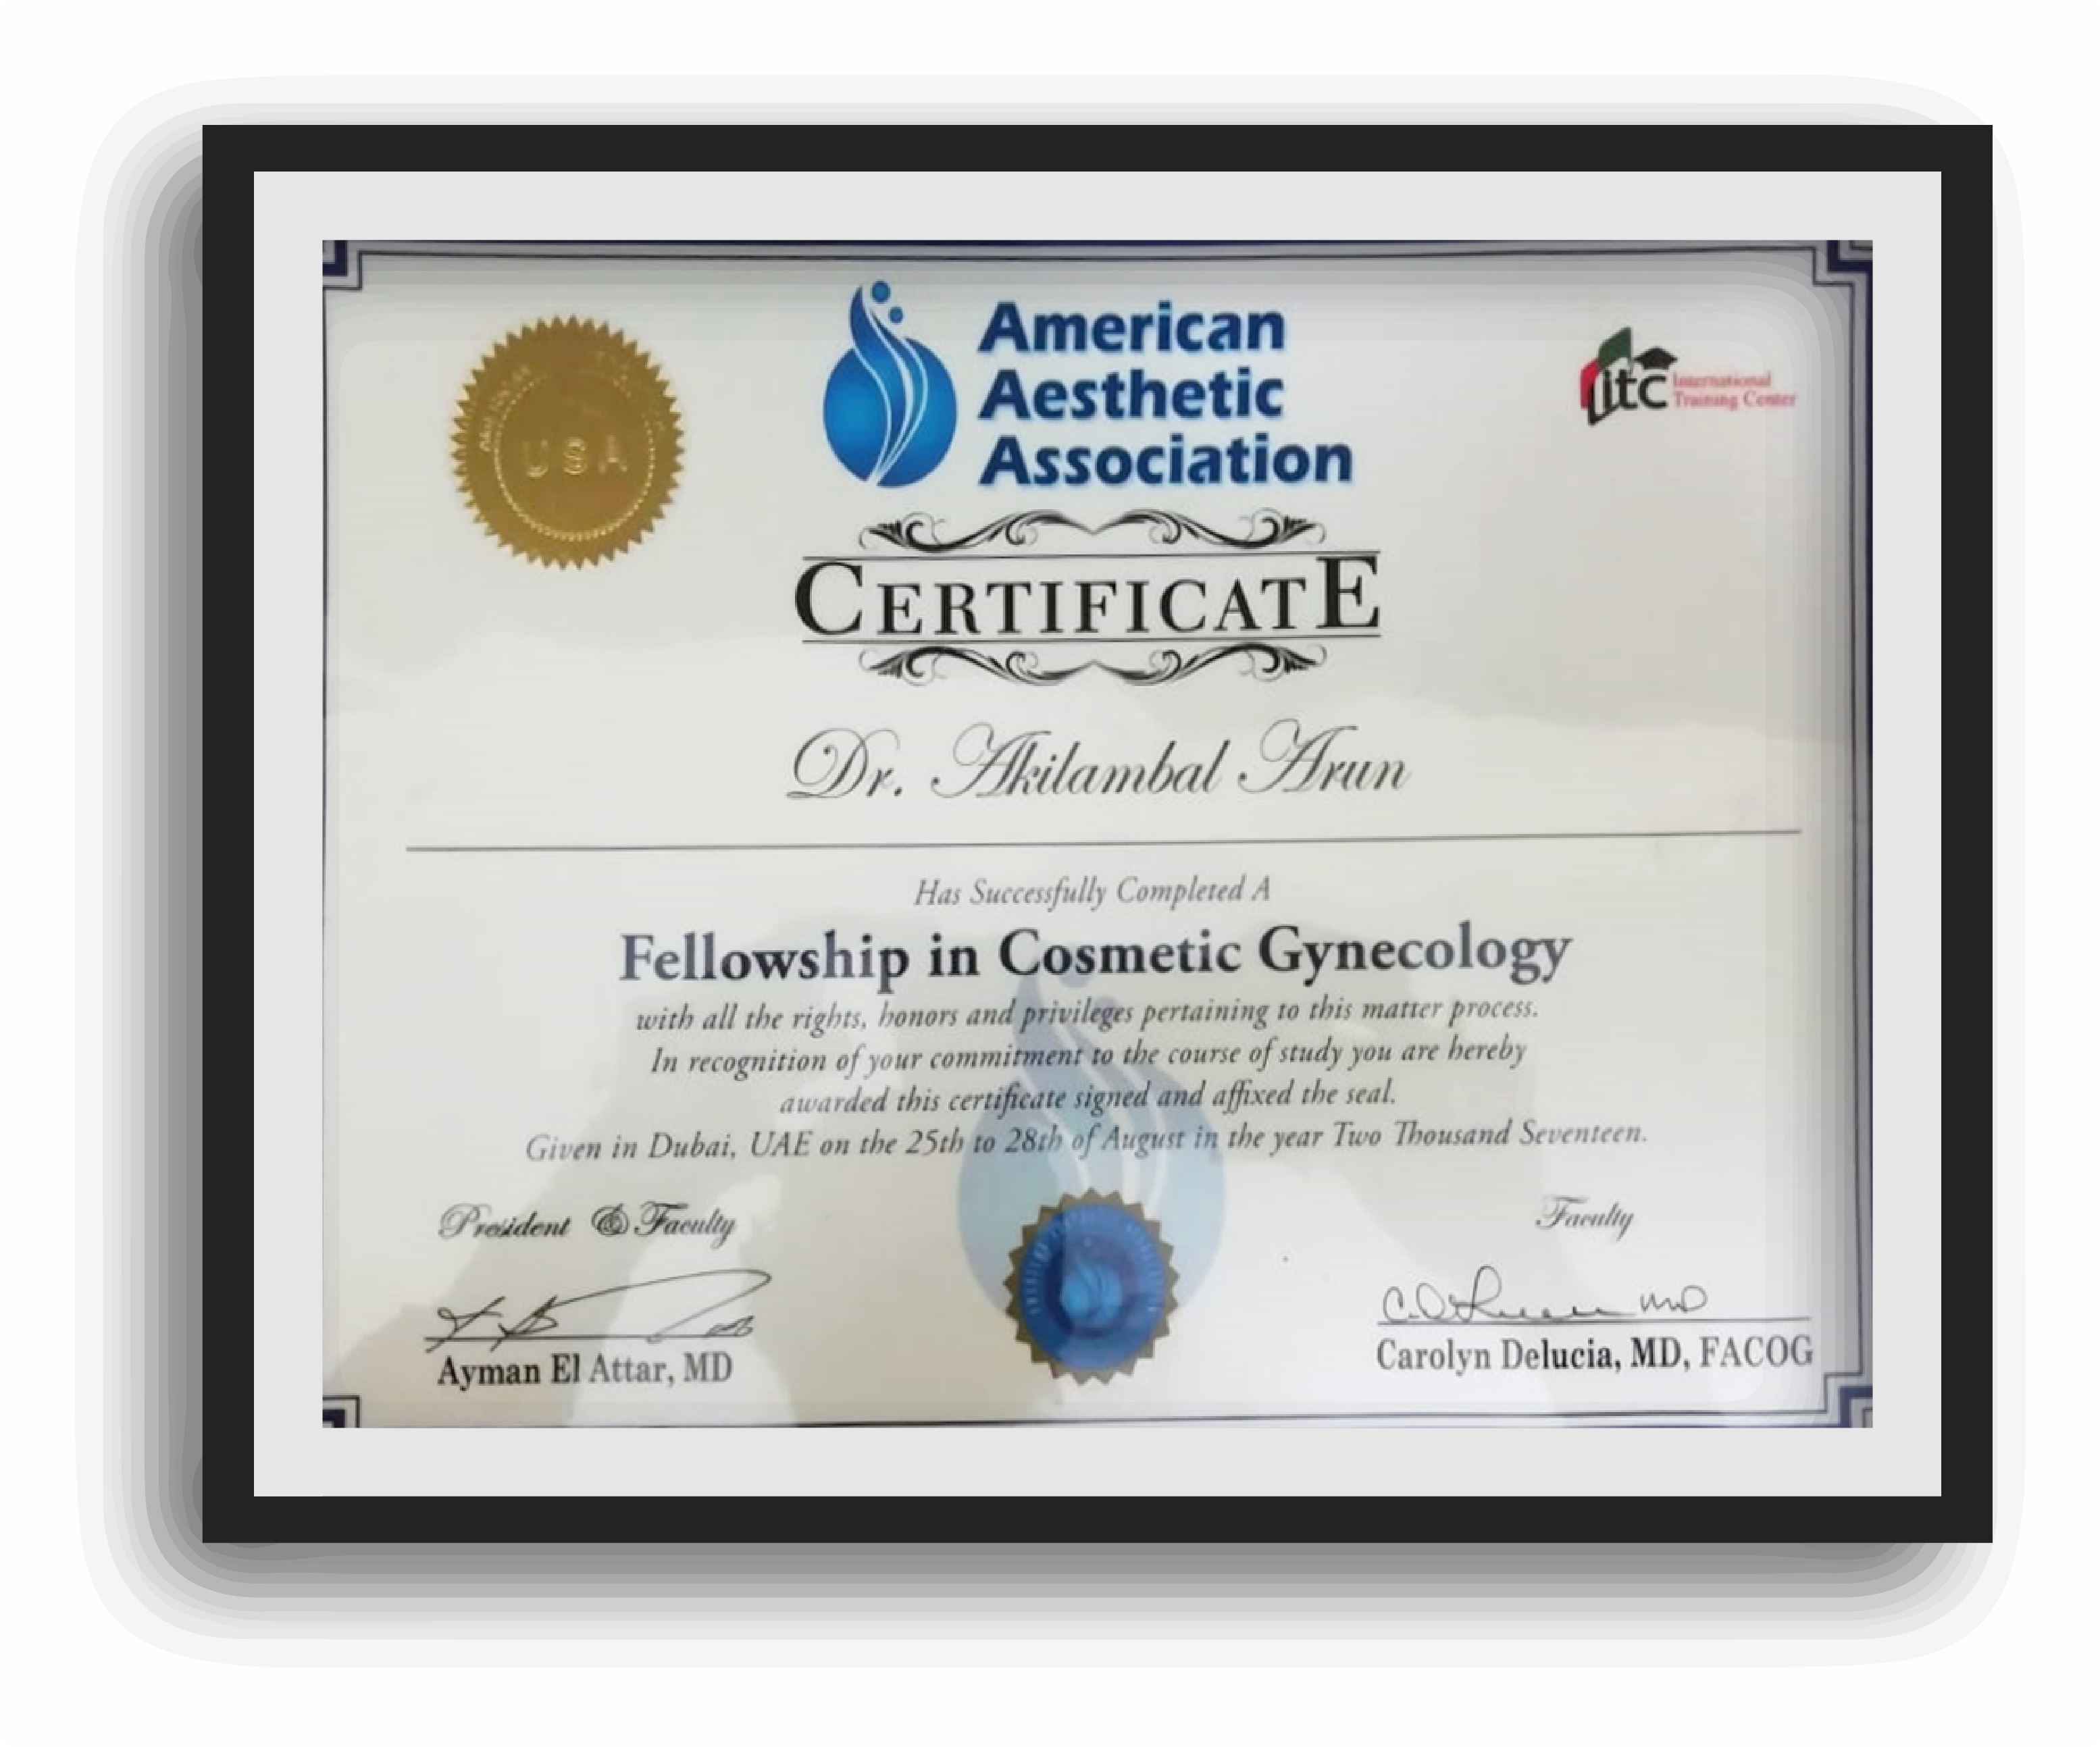 American
Aesthetic
Association
USA
itc International
Training Center
CERTIFICATE
Dr. Akilambal Arun
Has Successfully Completed A
Fellowship in Cosmetic Gynecology
with all the rights, honors and privileges pertaining to this matter process.
In recognition of your commitment to the course of study you are hereby
awarded this certificate signed and affixed the seal.
Given in Dubai, UAE on the 25th to 28th of August in the year Two Thousand Seventeen.
President & Faculty
Faculty
Ayman El Attar, MD
Carolyn Delucia, MD, FACOG